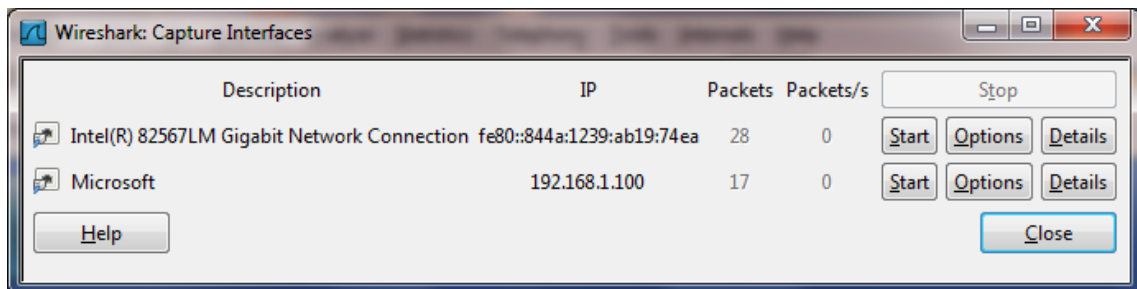 Wireshark: Capture Interfaces
Description IP Packets Packets/s Stop
Intel(R) 82567LM Gigabit Network Connection fe80::844a:1239:ab19:74ea 28 0 Start Options Details
Microsoft 192.168.1.100 17 0 Start Options Details
Help Close